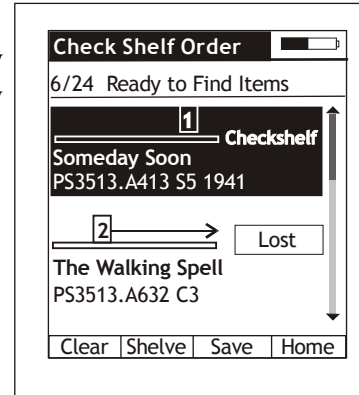 Check Shelf Order
6/24 Ready to Find Items
1
Checkshelf
Someday Soon
PS3513.A413 S5 1941
2
Lost
The Walking Spell
PS3513.A632 C3
Clear Shelve Save Home